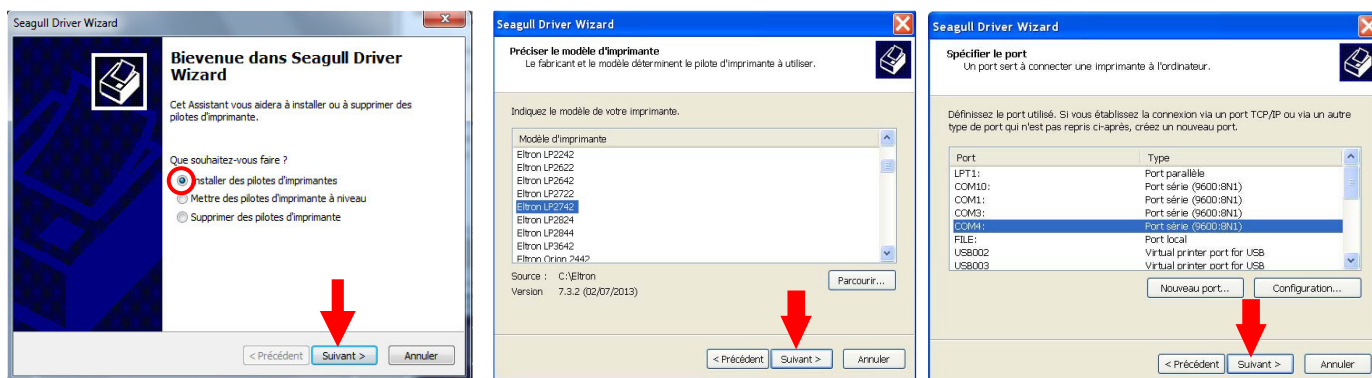 Seagull Driver Wizard
Bievenue dans Seagull Driver
Wizard
Cet Assistant vous aidera à installer ou à supprimer des
pilotes d'imprimante.
Que souhaitez-vous faire ?
Installer des pilotes d'imprimantes
Mettre des pilotes d'imprimante à niveau
Supprimer des pilotes d'imprimante
< Précédent
Suivant >
Annuler
Seagull Driver Wizard
Préciser le modèle d'imprimante
Le fabricant et le modèle déterminent le pilote d'imprimante à utiliser.
Indiquez le modèle de votre imprimante.
Modèle d'imprimante
Eltron LP2242
Eltron LP2622
Eltron LP2642
Eltron LP2722
Eltron LP2742
Eltron LP2824
Eltron LP2844
Eltron LP3642
Eltron Orion 2442
Source : C:\Eltron
Version 7.3.2 (02/07/2013)
Parcourir...
< Précédent
Suivant >
Annuler
Seagull Driver Wizard
Spécifier le port
Un port sert à connecter une imprimante à l'ordinateur.
Définissez le port utilisé. Si vous établissez la connexion via un port TCP/IP ou via un autre
type de port qui n'est pas repris ci-après, créez un nouveau port.
Port Type
LPT1: Port parallèle
COM10: Port série (9600:8N1)
COM1: Port série (9600:8N1)
COM3: Port série (9600:8N1)
COM4: Port série (9600:8N1)
FILE: Port local
USB002 Virtual printer port for USB
USB003 Virtual printer port for USB
Nouveau port...
Configuration...
< Précédent
Suivant >
Annuler